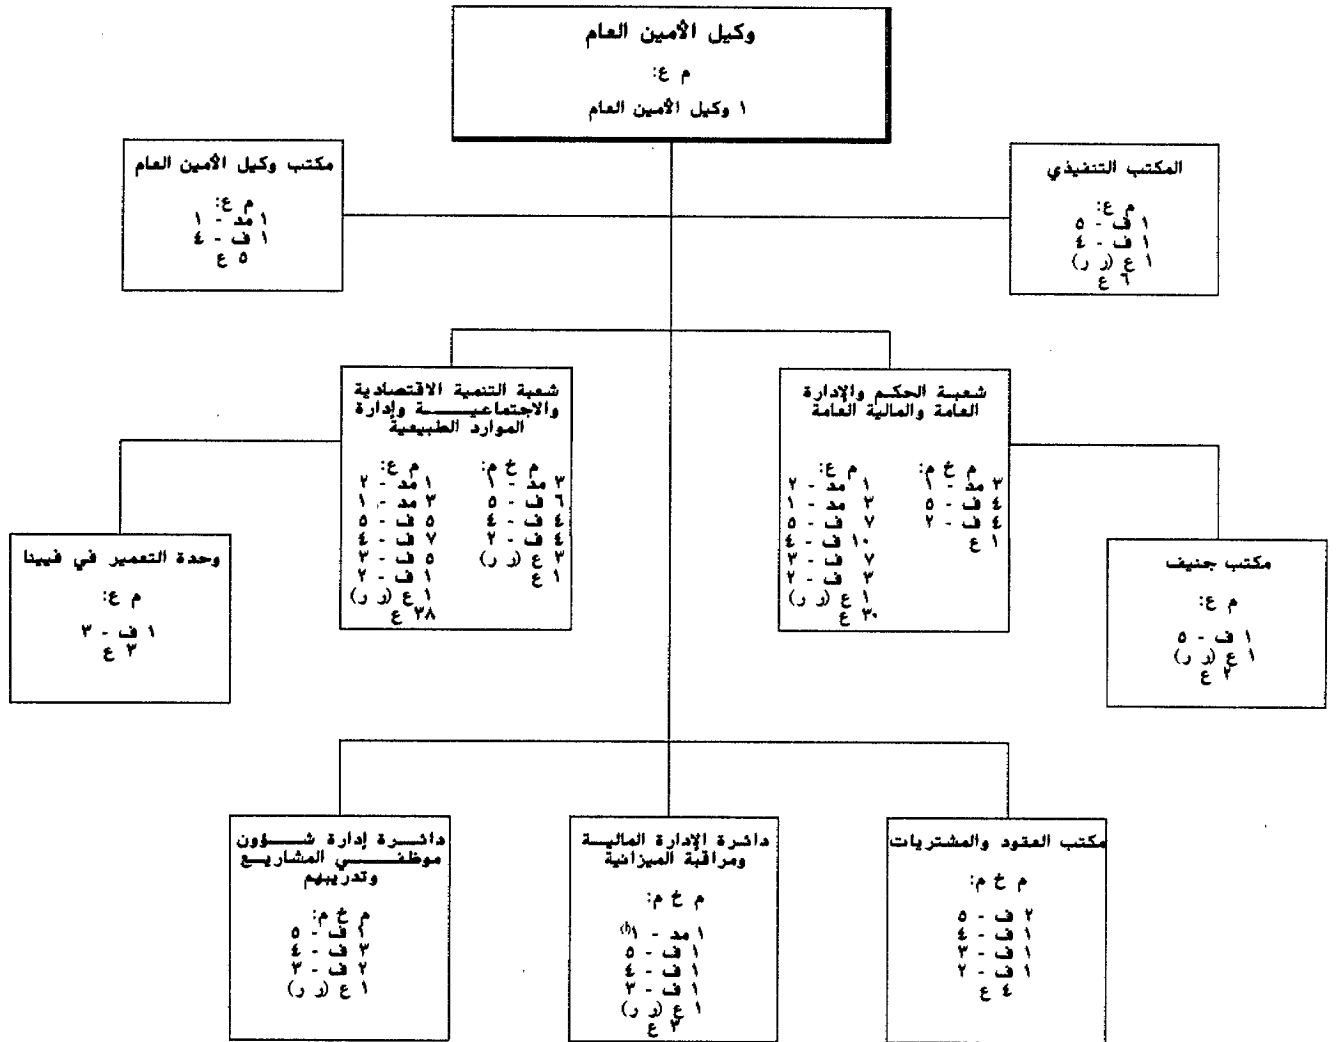 وكيل الأمين العام
م ع:
١ وكيل الأمين العام
المكتب التنفيذي
م ع:
١ ف - ٥
١ ف - ٤
١ ع (ر ر)
٦ ع
مكتب وكيل الأمين العام
م ع:
١ مد - ١
١ ف - ٤
٥ ع
شعبة الحكم والإدارة
العامة والمالية العامة
م خ م:
٣ مد - ١
٤ ف - ٥
٤ ف - ٢
١ ع
م ع:
١ مد - ٢
٣ مد - ١
٧ ف - ٥
١٠ ف - ٤
٧ ف - ٣
٣ ف - ٢
١ ع (ر ر)
٣٠ ع
شعبة التنمية الاقتصادية
والاجتماعية وإدارة
الموارد الطبيعية
م خ م:
٣ مد - ١
٦ ف - ٥
٤ ف - ٤
٤ ف - ٢
٣ ع (ر ر)
١ ع
م ع:
١ مد - ٢
٣ مد - ١
٥ ف - ٥
٧ ف - ٤
٥ ف - ٣
١ ف - ٢
١ ع (ر ر)
٣٨ ع
مكتب جنيف
م ع:
١ ف - ٥
١ ع (ر ر)
٢ ع
وحدة التعمير في فيينا
م ع:
١ ف - ٣
٣ ع
مكتب العقود والمشتريات
م خ م:
٢ ف - ٥
١ ف - ٤
١ ف - ٣
١ ف - ٢
٤ ع
دائرة الإدارة المالية
ومراقبة الميزانية
م خ م:
١ مد - ١
١ ف - ٥
١ ف - ٤
١ ف - ٣
١ ع (ر ر)
٣ ع
دائرة إدارة شؤون
موظفي المشاريع
وتدريبهم
م خ م:
ف - ٥
٣ ف - ٤
٢ ف - ٣
١ ع (ر ر)